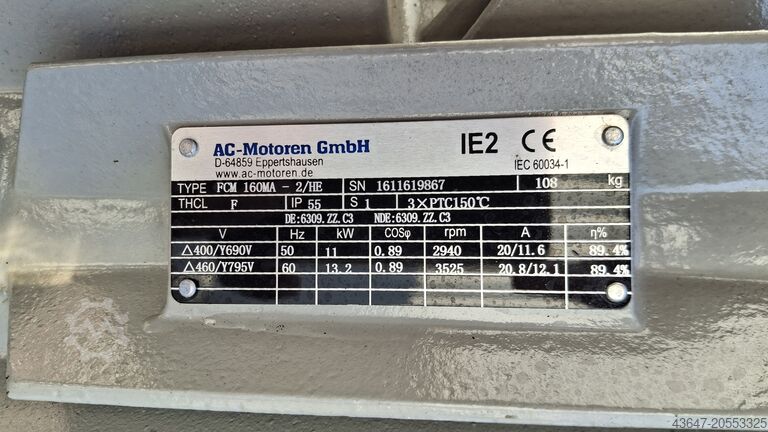 AC-Motoren GmbH IE2 CE
D-64859 Eppertshausen IEC 60034-1
www.ac-motoren.de
TYPE FCM 160MA - 2/HE SN 1611619867 108 kg
THCL F IP 55 S 1 3×PTC150℃
DE:6309.ZZ.C3 NDE:6309.ZZ.C3
V Hz kW COSφ rpm A η%
△400/Y690V 50 11 0.89 2940 20/11.6 89.4%
△460/Y795V 60 13.2 0.89 3525 20.8/12.1 89.4%
43647-20553325